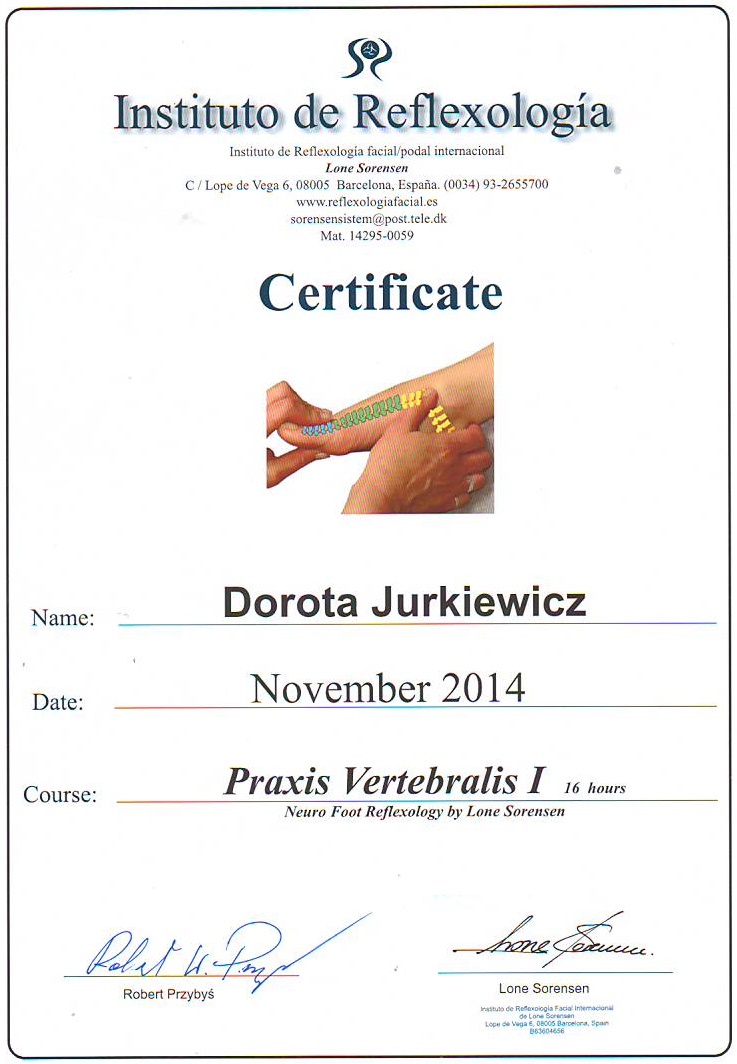 Instituto de Reflexología
Instituto de Reflexología facial/podal internacional
Lone Sorensen
C / Lope de Vega 6, 08005 Barcelona, España. (0034) 93-2655700
www.reflexologiafacial.es
sorensensistem@post.tele.dk
Mat. 14295-0059
Certificate
Name: Dorota Jurkiewicz
Date: November 2014
Course: Praxis Vertebralis I 16 hours
Neuro Foot Reflexology by Lone Sorensen
Robert W. Przyś
Lone Sorensen
Robert Przybyś
Lone Sorensen
Instituto de Reflexología Facial Internacional
de Lone Sorensen
Lope de Vega 6, 08005 Barcelona, Spain
B63604656